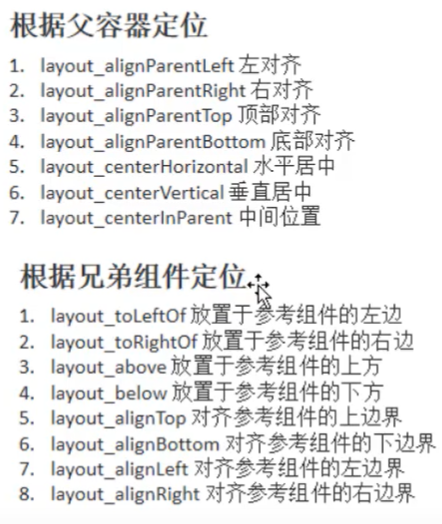 根据父容器定位
1. layout_alignParentLeft 左对齐
2. layout_alignParentRight 右对齐
3. layout_alignParentTop 顶部对齐
4. layout_alignParentBottom 底部对齐
5. layout_centerHorizontal 水平居中
6. layout_centerVertical 垂直居中
7. layout_centerInParent 中间位置
根据兄弟组件定位
1. layout_toLeftOf 放置于参考组件的左边
2. layout_toRightOf 放置于参考组件的右边
3. layout_above 放置于参考组件的上方
4. layout_below 放置于参考组件的下方
5. layout_alignTop 对齐参考组件的上边界
6. layout_alignBottom 对齐参考组件的下边界
7. layout_alignLeft 对齐参考组件的左边界
8. layout_alignRight 对齐参考组件的右边界